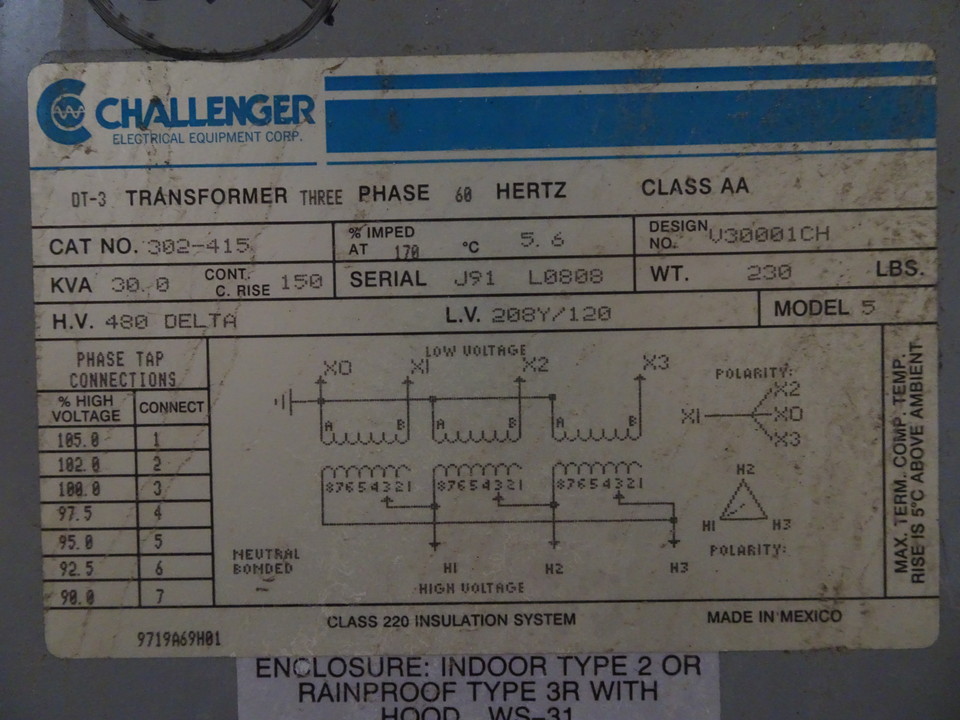 CHALLENGER
ELECTRICAL EQUIPMENT CORP.
DT-3 TRANSFORMER THREE PHASE 60 HERTZ CLASS AA
CAT NO. 302-415 % IMPED AT 170 °C 5.6 DESIGN NO. V30001CH
KVA 30.0 CONT. C. RISE 150 SERIAL J91 L0808 WT. 230 LBS.
H.V. 480 DELTA L.V. 208Y/120 MODEL 5
PHASE TAP
CONNECTIONS
% HIGH VOLTAGE CONNECT
105.0 1
102.0 2
100.0 3
97.5 4
95.0 5
92.5 6
90.0 7
LOW VOLTAGE
X0 X1 X2 X3
A B A B A B
87654321 87654321 87654321
H1 H2 H3
HIGH VOLTAGE
NEUTRAL
BONDED
POLARITY:
X2
X1 X0
X3
H2
H1 H3
POLARITY:
MAX. TERM. COMP. TEMP.
RISE IS 5°C ABOVE AMBIENT
CLASS 220 INSULATION SYSTEM MADE IN MEXICO
9719A69H01
ENCLOSURE: INDOOR TYPE 2 OR
RAINPROOF TYPE 3R WITH
HOOD WS-31